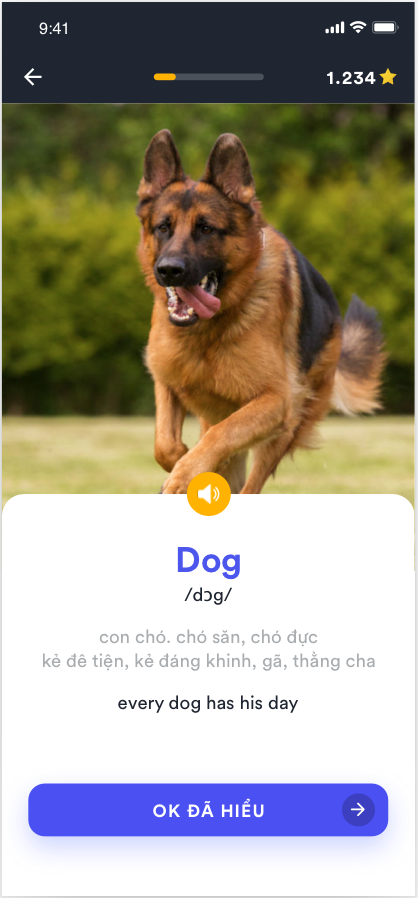 9:41
1.234
Dog
/dɔg/
con chó. chó săn, chó đực
kẻ đê tiện, kẻ đáng khinh, gã, thằng cha
every dog has his day
OK ĐÃ HIỂU